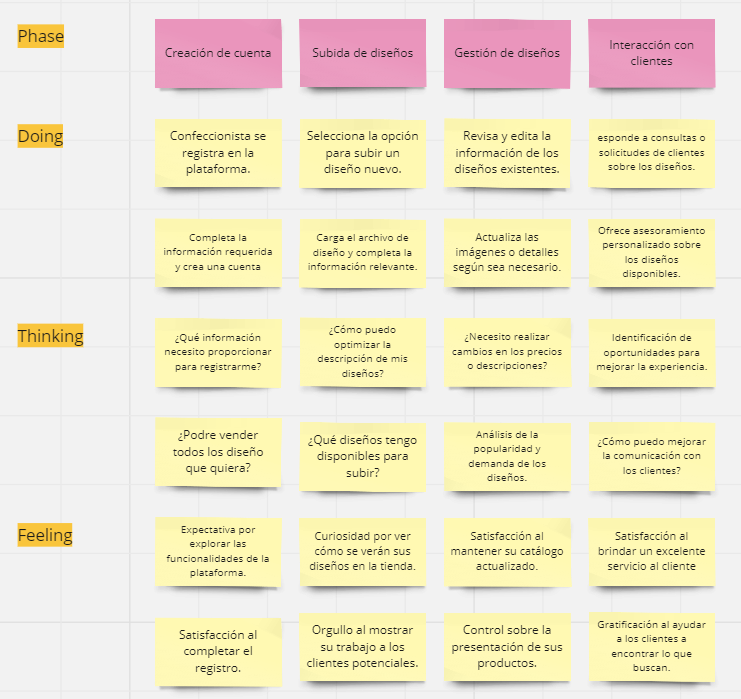 Phase
Creación de cuenta
Subida de diseños
Gestión de diseños
Interacción con
clientes
Doing
Confeccionista se
registra en la
plataforma.
Selecciona la opción
para subir un
diseño nuevo.
Revisa y edita la
información de los
diseños existentes.
esponde a consultas o
solicitudes de clientes
sobre los diseños.
Completa la
información requerida
y crea una cuenta
Carga el archivo de
diseño y completa la
información relevante.
Actualiza las
imágenes o detalles
según sea necesario.
Ofrece asesoramiento
personalizado sobre
los diseños
disponibles.
Thinking
¿Qué información
necesito proporcionar
para registrarme?
¿Cómo puedo
optimizar la
descripción de mis
diseños?
¿Necesito realizar
cambios en los precios
o descripciones?
Identificación de
oportunidades para
mejorar la experiencia.
¿Podre vender
todos los diseño
que quiera?
¿Qué diseños tengo
disponibles para
subir?
Análisis de la
popularidad y
demanda de los
diseños.
¿Cómo puedo mejorar
la comunicación con
los clientes?
Feeling
Expectativa por
explorar las
funcionalidades de la
plataforma.
Curiosidad por ver
cómo se verán sus
diseños en la tienda.
Satisfacción al
mantener su catálogo
actualizado.
Satisfacción al
brindar un excelente
servicio al cliente
Satisfacción al
completar el
registro.
Orgullo al mostrar
su trabajo a los
clientes potenciales.
Control sobre la
presentación de sus
productos.
Gratificación al ayudar
a los clientes a
encontrar lo que
buscan.